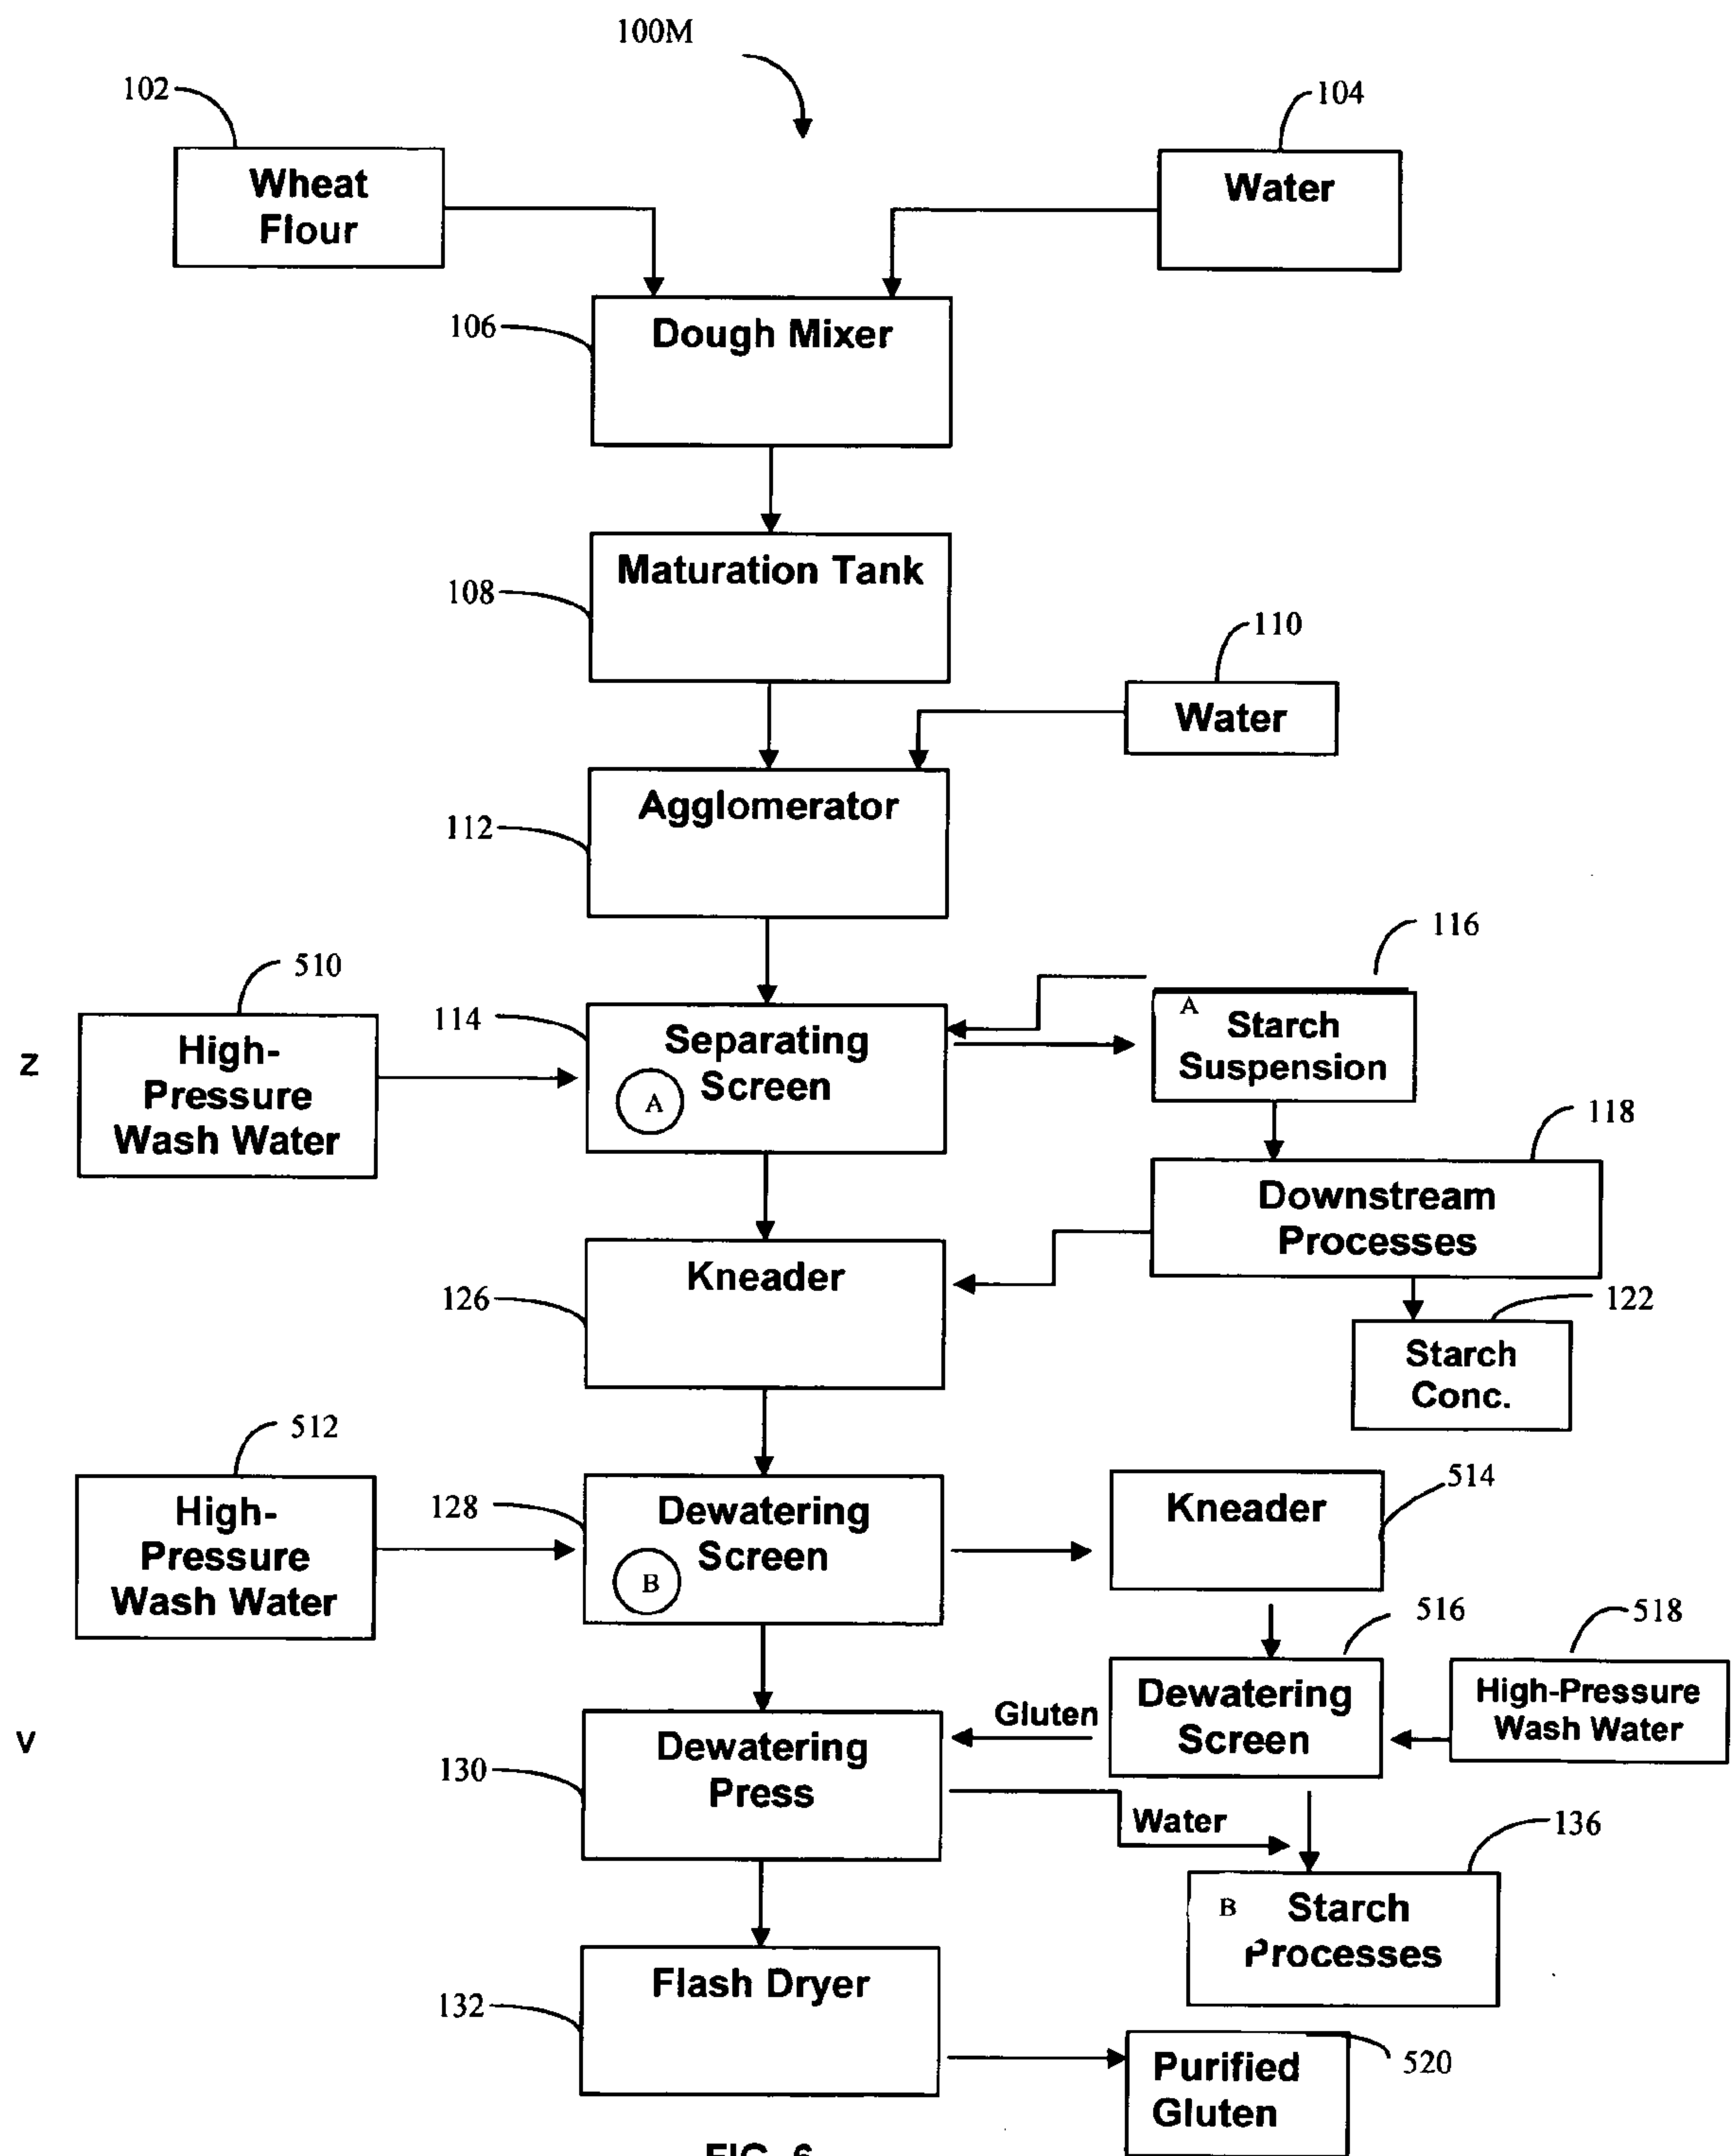 100M
102
104
Wheat
Flour
Water
106
Dough Mixer
108
Maturation Tank
110
Water
112
Agglomerator
116
510
114
Z
High-
Pressure
Wash Water
Separating
Screen
A
A
Starch
Suspension
118
Downstream
Processes
126
Kneader
122
Starch
Conc.
512
128
High-
Pressure
Wash Water
Dewatering
Screen
B
Kneader
514
516
518
Dewatering
Screen
High-Pressure
Wash Water
Gluten
V
130
Dewatering
Press
Water
136
B
Starch
Processes
132
Flash Dryer
Purified
Gluten
520
FIG. 6